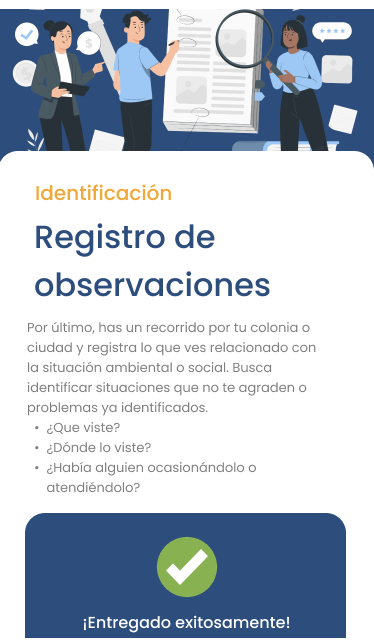 Identificación
Registro de
observaciones
Por último, has un recorrido por tu colonia o
ciudad y registra lo que ves relacionado con
la situación ambiental o social. Busca
identificar situaciones que no te agraden o
problemas ya identificados.
• ¿Que viste?
• ¿Dónde lo viste?
• ¿Había alguien ocasionándolo o
atendiéndolo?
¡Entregado exitosamente!